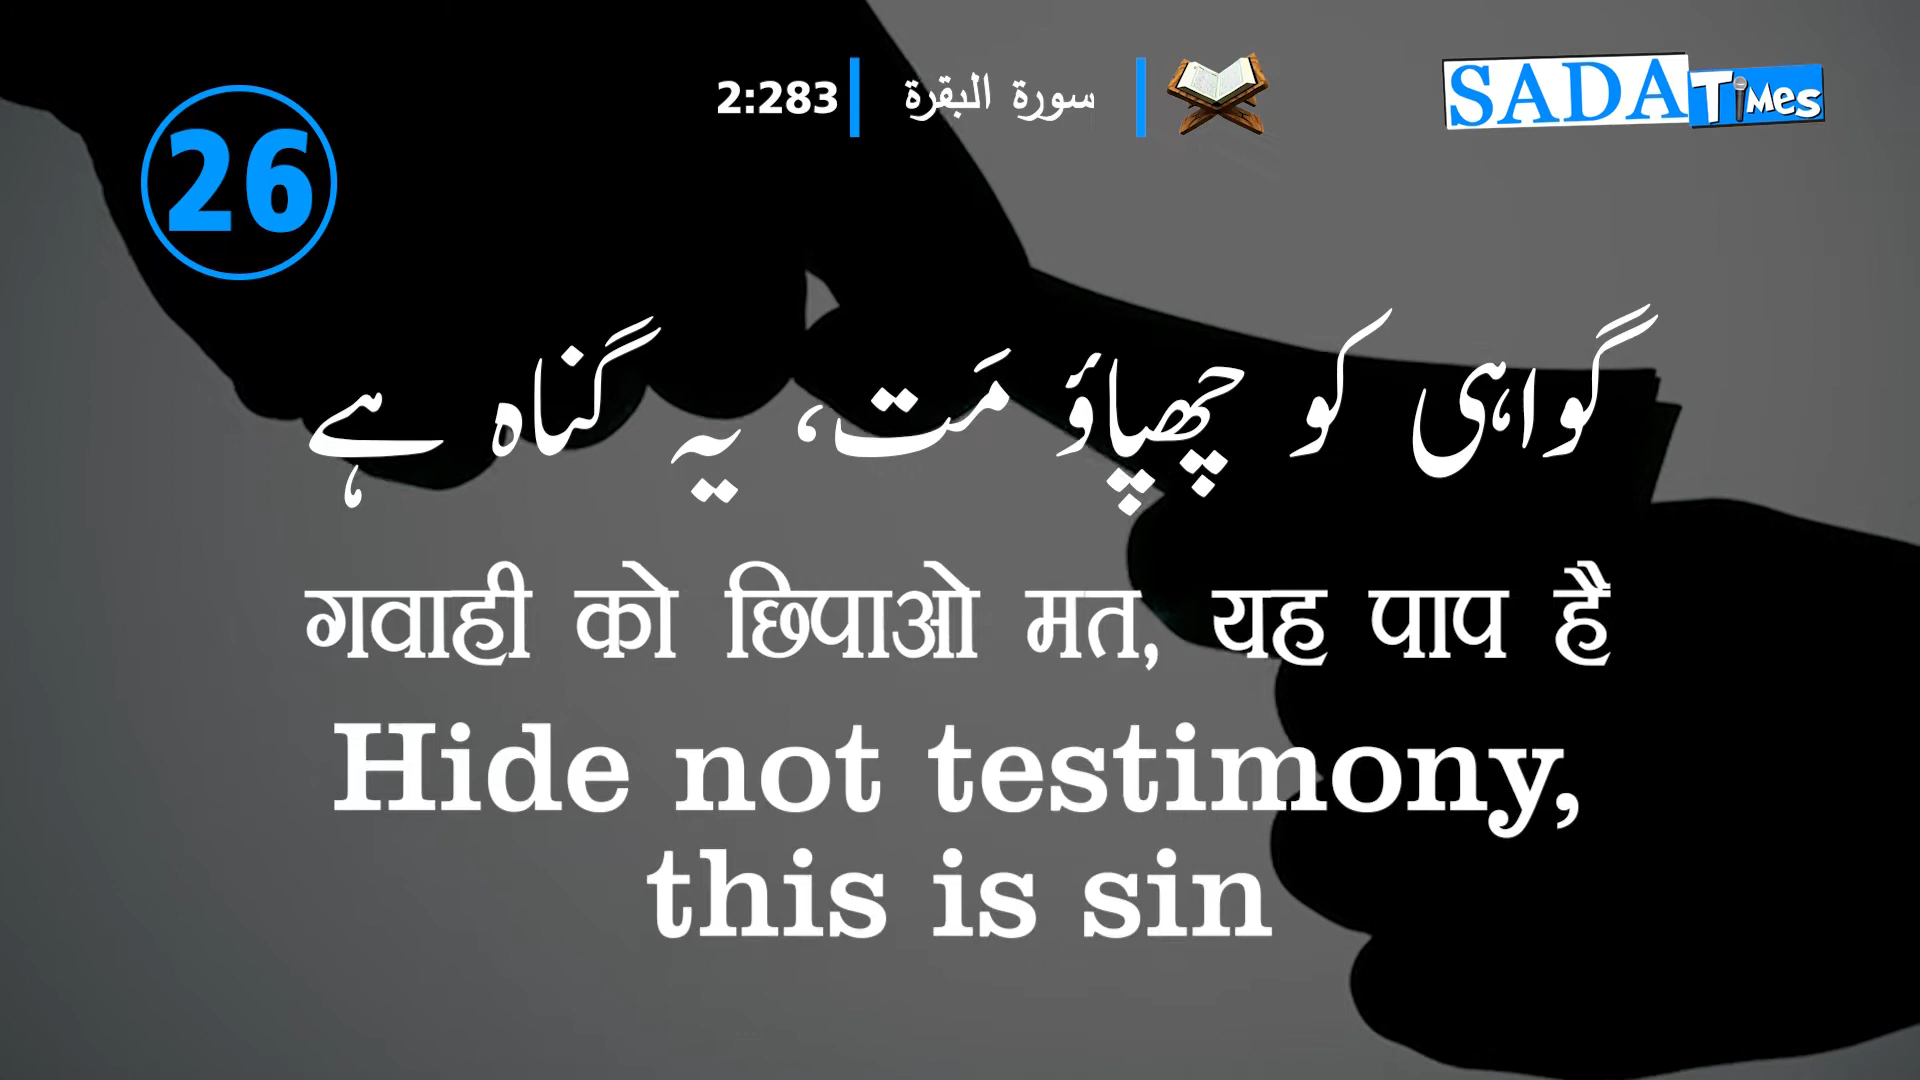 26
2:283 | سورة البقرة |
SADA Times
گواہی کو چھپاؤ مَت، یہ گناہ ہے
गवाही को छिपाओ मत, यह पाप है
Hide not testimony,
this is sin